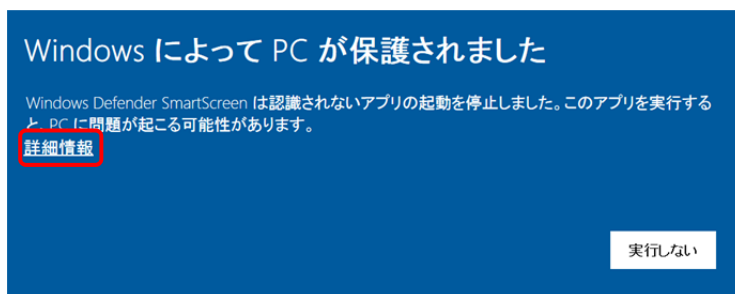 Windows によって PC が保護されました
Windows Defender SmartScreen は認識されないアプリの起動を停止しました。このアプリを実行する
と、PC に問題が起こる可能性があります。
詳細情報
実行しない